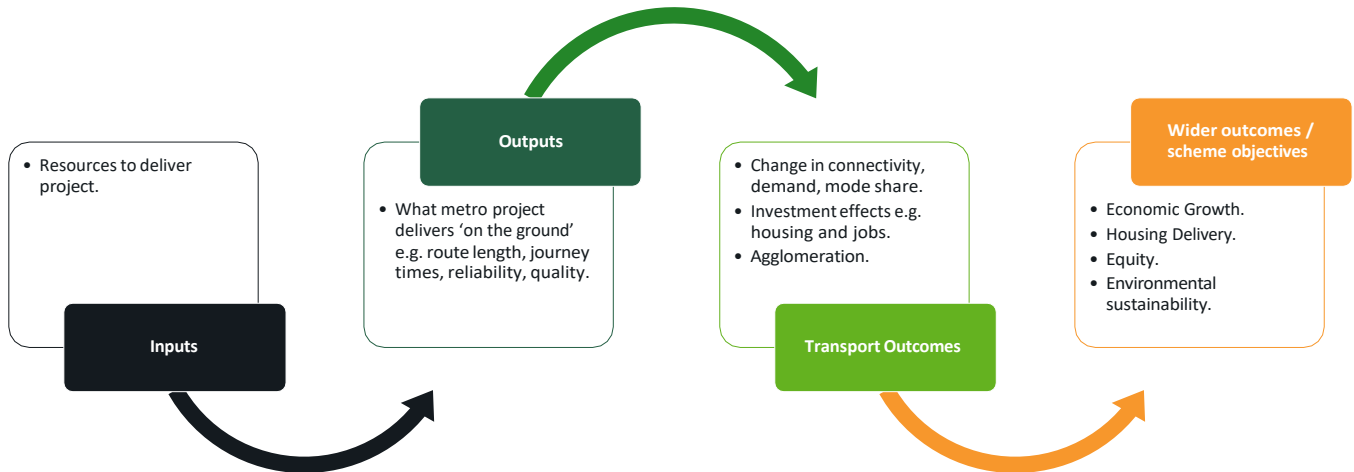 • Resources to deliver
project.
Inputs
Outputs
• What metro project
delivers ‘on the ground’
e.g. route length, journey
times, reliability, quality.
• Change in connectivity,
demand, mode share.
• Investment effects e.g.
housing and jobs.
• Agglomeration.
Transport Outcomes
Wider outcomes /
scheme objectives
• Economic Growth.
• Housing Delivery.
• Equity.
• Environmental
sustainability.